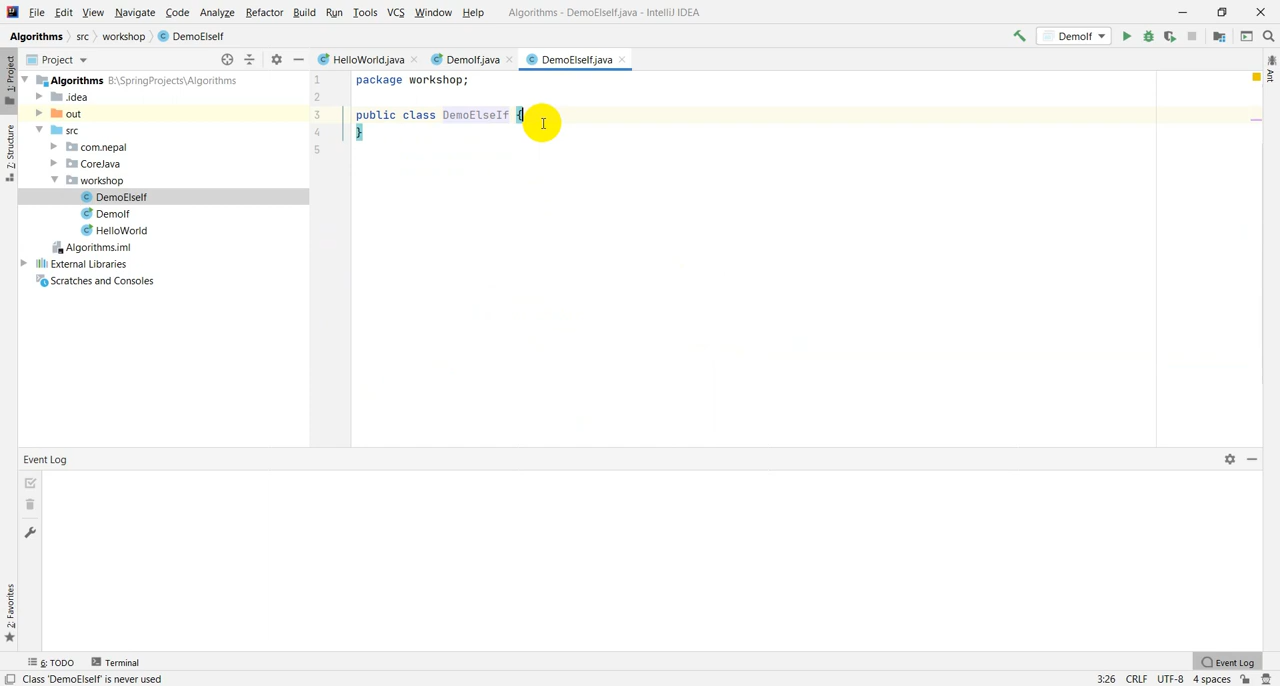 File Edit View Navigate Code Analyze Refactor Build Run Tools VCS Window Help Algorithms - DemoElseIf.java - IntelliJ IDEA
Algorithms src workshop DemoElseIf DemoIf
1: Project
Project
HelloWorld.java DemoIf.java DemoElseIf.java
Algorithms B:\SpringProjects\Algorithms
.idea
out
src
com.nepal
CoreJava
workshop
DemoElseIf
DemoIf
HelloWorld
Algorithms.iml
External Libraries
Scratches and Consoles
1 package workshop;
2
3 public class DemoElseIf {
4 }
5
Ant
Z: Structure
2: Favorites
Event Log
6: TODO Terminal Event Log
Class 'DemoElseIf' is never used 3:26 CRLF UTF-8 4 spaces